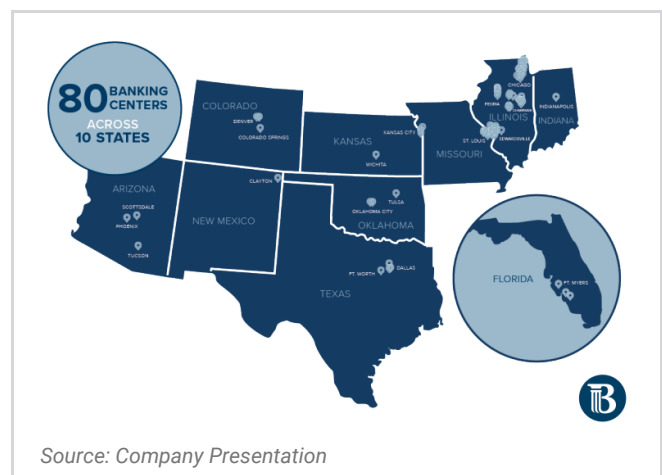 80 BANKING
CENTERS
ACROSS
10 STATES
COLORADO
DENVER
COLORADO SPRINGS
KANSAS
WICHITA
KANSAS CITY
MISSOURI
ST. LOUIS
EDWARDSVILLE
ILLINOIS
CHICAGO
PEORIA
CHAMPAIGN
INDIANAPOLIS
INDIANA
ARIZONA
SCOTTSDALE
PHOENIX
TUCSON
NEW MEXICO
CLAYTON
OKLAHOMA
TULSA
OKLAHOMA CITY
TEXAS
FT. WORTH
DALLAS
FLORIDA
FT. MYERS
B
Source: Company Presentation